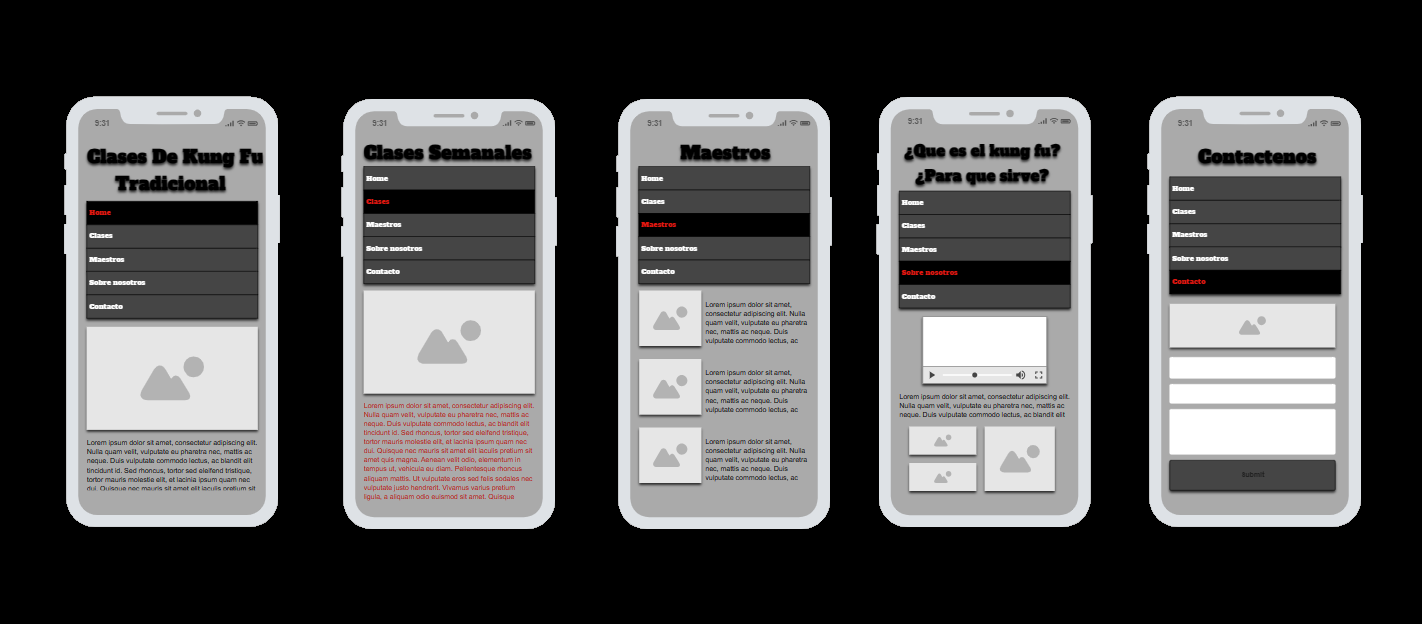 9:31
Clases De Kung Fu
Tradicional
Home
Clases
Maestros
Sobre nosotros
Contacto
Lorem ipsum dolor sit amet, consectetur adipiscing elit.
Nulla quam velit, vulputate eu pharetra nec, mattis ac
neque. Duis vulputate commodo lectus, ac blandit elit
tincidunt id. Sed rhoncus, tortor sed eleifend tristique,
tortor mauris molestie elit, et lacinia ipsum quam nec
dui. Quisque nec mauris sit amet elit iaculis pretium sit
9:31
Clases Semanales
Home
Clases
Maestros
Sobre nosotros
Contacto
Lorem ipsum dolor sit amet, consectetur adipiscing elit.
Nulla quam velit, vulputate eu pharetra nec, mattis ac
neque. Duis vulputate commodo lectus, ac blandit elit
tincidunt id. Sed rhoncus, tortor sed eleifend tristique,
tortor mauris molestie elit, et lacinia ipsum quam nec
dui. Quisque nec mauris sit amet elit iaculis pretium sit
amet quis magna. Aenean velit odio, elementum in
tempus ut, vehicula eu diam. Pellentesque rhoncus
aliquam mattis. Ut vulputate eros sed felis sodales nec
vulputate justo hendrerit. Vivamus varius pretium
ligula, a aliquam odio euismod sit amet. Quisque
9:31
Maestros
Home
Clases
Maestros
Sobre nosotros
Contacto
Lorem ipsum dolor sit amet,
consectetur adipiscing elit. Nulla
quam velit, vulputate eu pharetra
nec, mattis ac neque. Duis
vulputate commodo lectus, ac
Lorem ipsum dolor sit amet,
consectetur adipiscing elit. Nulla
quam velit, vulputate eu pharetra
nec, mattis ac neque. Duis
vulputate commodo lectus, ac
Lorem ipsum dolor sit amet,
consectetur adipiscing elit. Nulla
quam velit, vulputate eu pharetra
nec, mattis ac neque. Duis
vulputate commodo lectus, ac
9:31
¿Que es el kung fu?
¿Para que sirve?
Home
Clases
Maestros
Sobre nosotros
Contacto
Lorem ipsum dolor sit amet, consectetur adipiscing elit.
Nulla quam velit, vulputate eu pharetra nec, mattis ac
neque. Duis vulputate commodo lectus, ac blandit elit
9:31
Contactenos
Home
Clases
Maestros
Sobre nosotros
Contacto
Submit